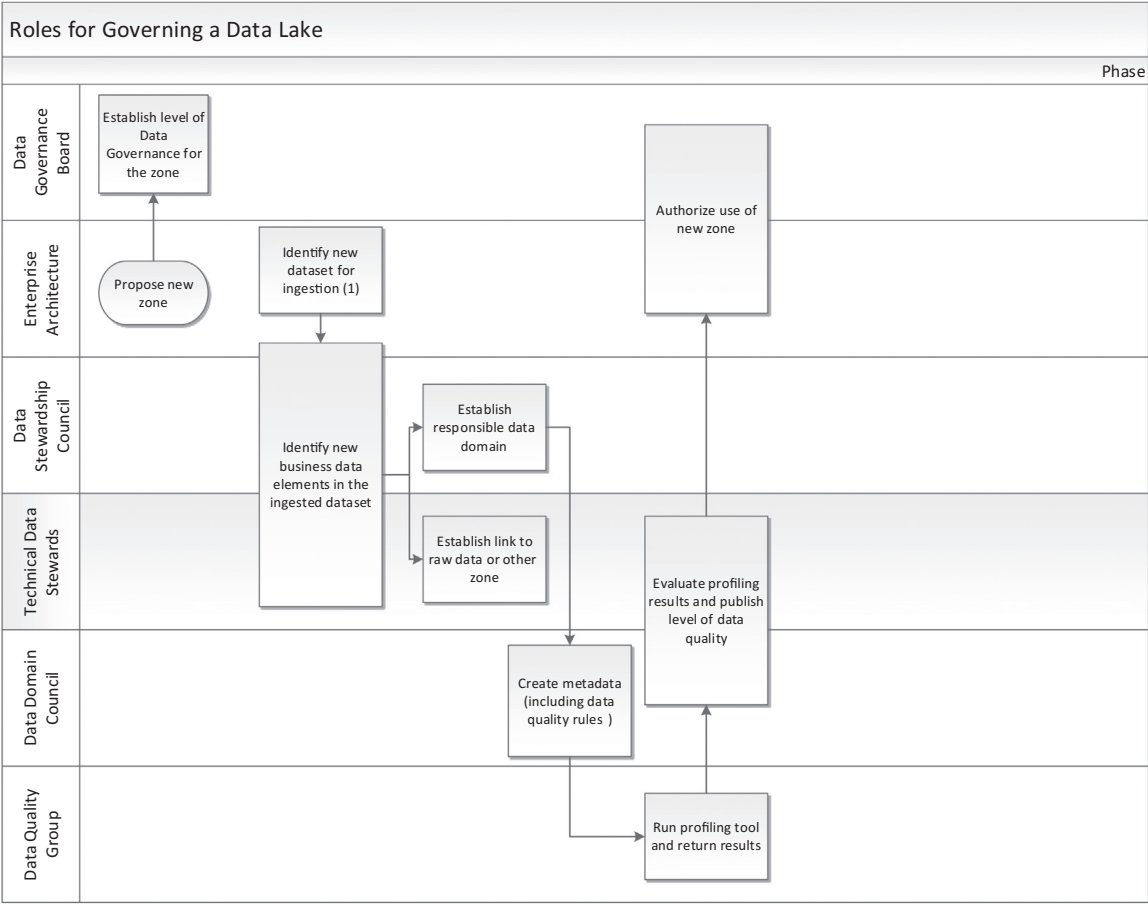 Roles for Governing a Data Lake
Phase
Data
Governance
Board
Establish level of
Data
Governance for
the zone
Authorize use of
new zone
Enterprise
Architecture
Propose new
zone
Identify new
dataset for
ingestion (1)
Data
Stewardship
Council
Identify new
business data
elements in the
ingested dataset
Establish
responsible data
domain
Technical Data
Stewards
Establish link to
raw data or other
zone
Evaluate profiling
results and publish
level of data
quality
Data Domain
Council
Create metadata
(including data
quality rules )
Data Quality
Group
Run profiling tool
and return results